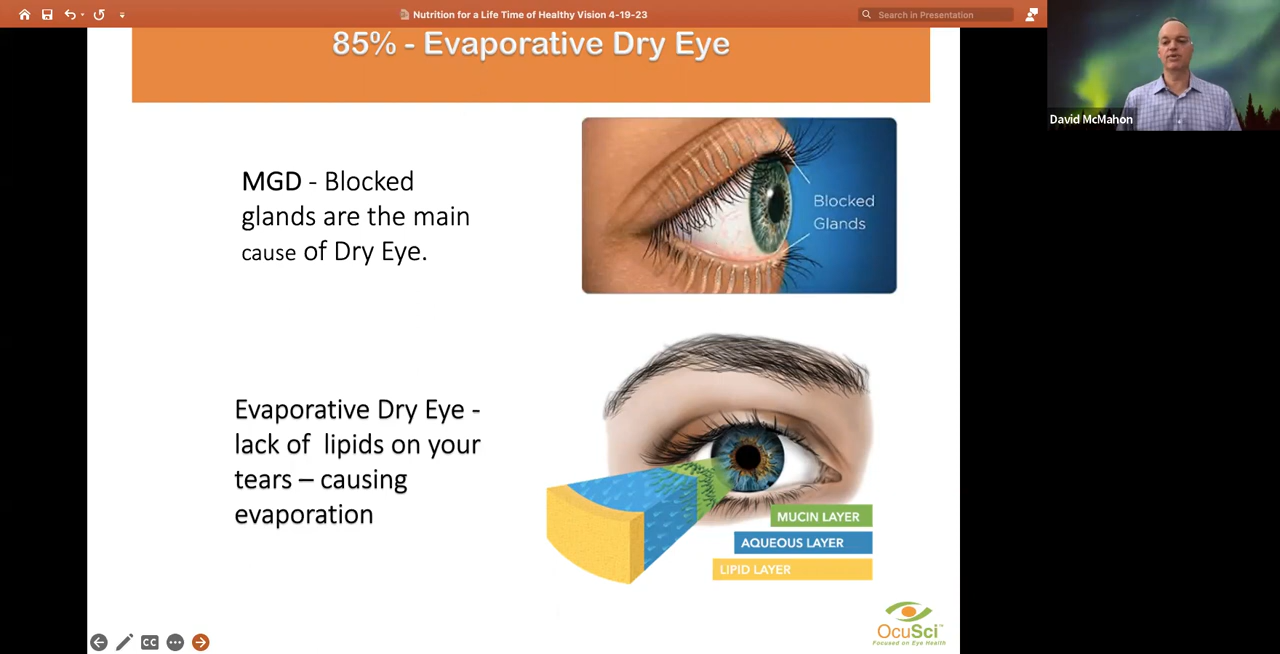 Nutrition for a Life Time of Healthy Vision 4-19-23
Search in Presentation
David McMahon
85% - Evaporative Dry Eye
MGD - Blocked
glands are the main
cause of Dry Eye.
Blocked
Glands
Evaporative Dry Eye -
lack of lipids on your
tears – causing
evaporation
MUCIN LAYER
AQUEOUS LAYER
LIPID LAYER
CC
OcuSci™
Focused on Eye Health